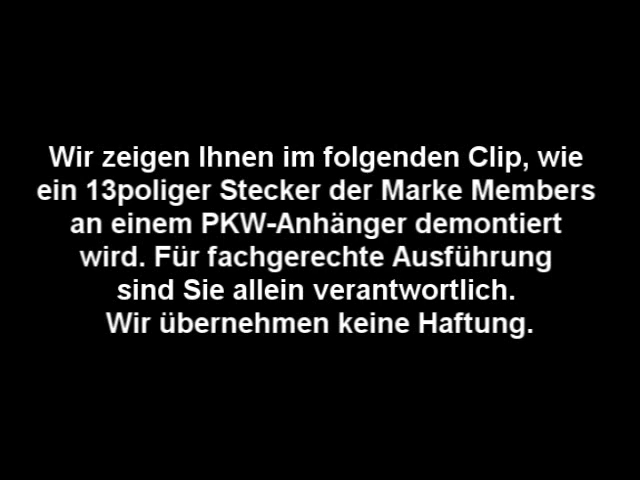 Wir zeigen Ihnen im folgenden Clip, wie
ein 13poliger Stecker der Marke Members
an einem PKW-Anhänger demontiert
wird. Für fachgerechte Ausführung
sind Sie allein verantwortlich.
Wir übernehmen keine Haftung.